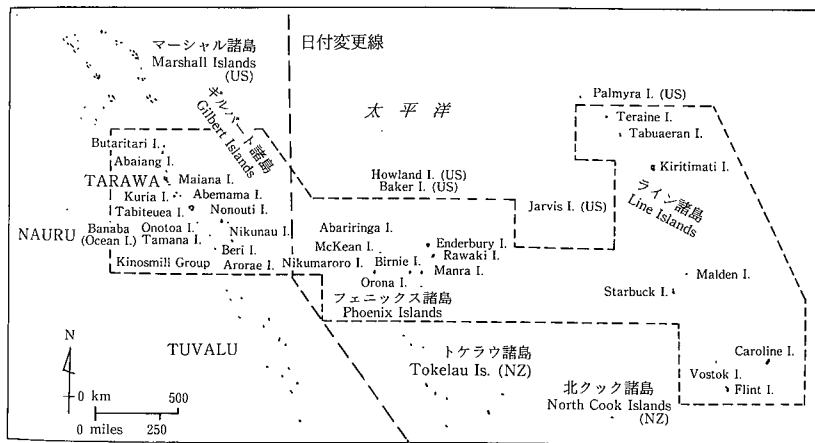 マーシャル諸島
Marshall Islands
(US)
日付変更線
太平洋
ギルバート諸島
Gilbert Islands
Palmyra I. (US)
Teraine I.
Tabuaeran I.
Kiritimati I.
ライン諸島
Line Islands
Butaritari I.
Abaiang I.
TARAWA
Maiana I.
Kuria I.
Abemama I.
Tabiteuea I.
Nonouti I.
NAURU
Banaba
(Ocean I.)
Onotoa I.
Tamana I.
Nikunau I.
Beri I.
Kinosmill Group
Arorae I.
Howland I. (US)
Baker I. (US)
Jarvis I. (US)
Abariringa I.
McKean I.
Enderbury I.
Rawaki I.
Nikumaroro I.
Birnie I.
Manra I.
Orona I.
フェニックス諸島
Phoenix Islands
Malden I.
Starbuck I.
Caroline I.
Vostok I.
Flint I.
TUVALU
トケラウ諸島
Tokelau Is. (NZ)
北クック諸島
North Cook Islands
(NZ)
N
0 km 500
0 miles 250